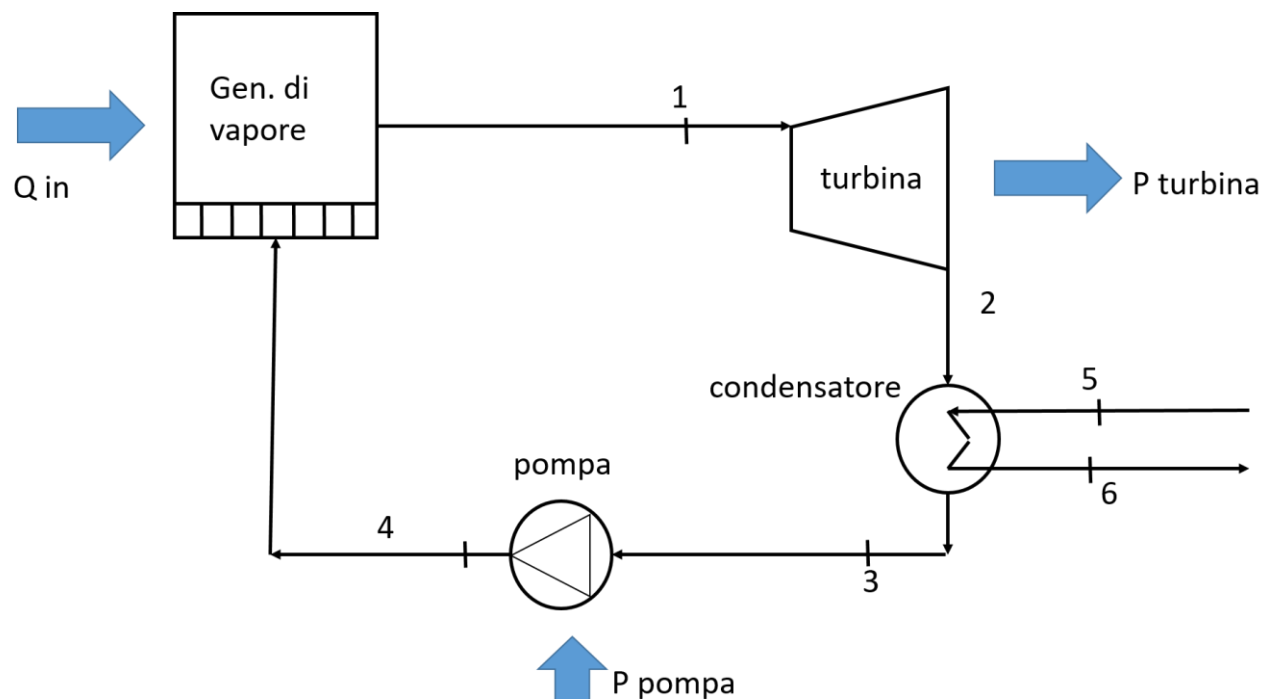 Gen. di
vapore
Q in
1
turbina
P turbina
2
condensatore
5
6
pompa
4
3
P pompa